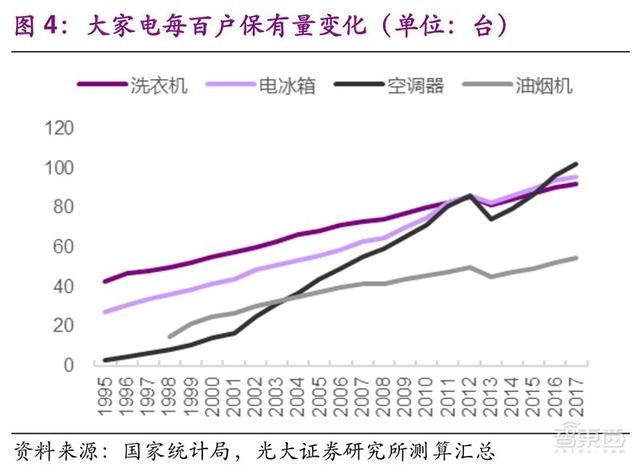 图 4：大家电每百户保有量变化（单位：台）
洗衣机 电冰箱 空调器 油烟机
120
100
80
60
40
20
0
1995 1996 1997 1998 1999 2000 2001 2002 2003 2004 2005 2006 2007 2008 2009 2010 2011 2012 2013 2014 2015 2016 2017
资料来源：国家统计局，光大证券研究所测算汇总
智东西